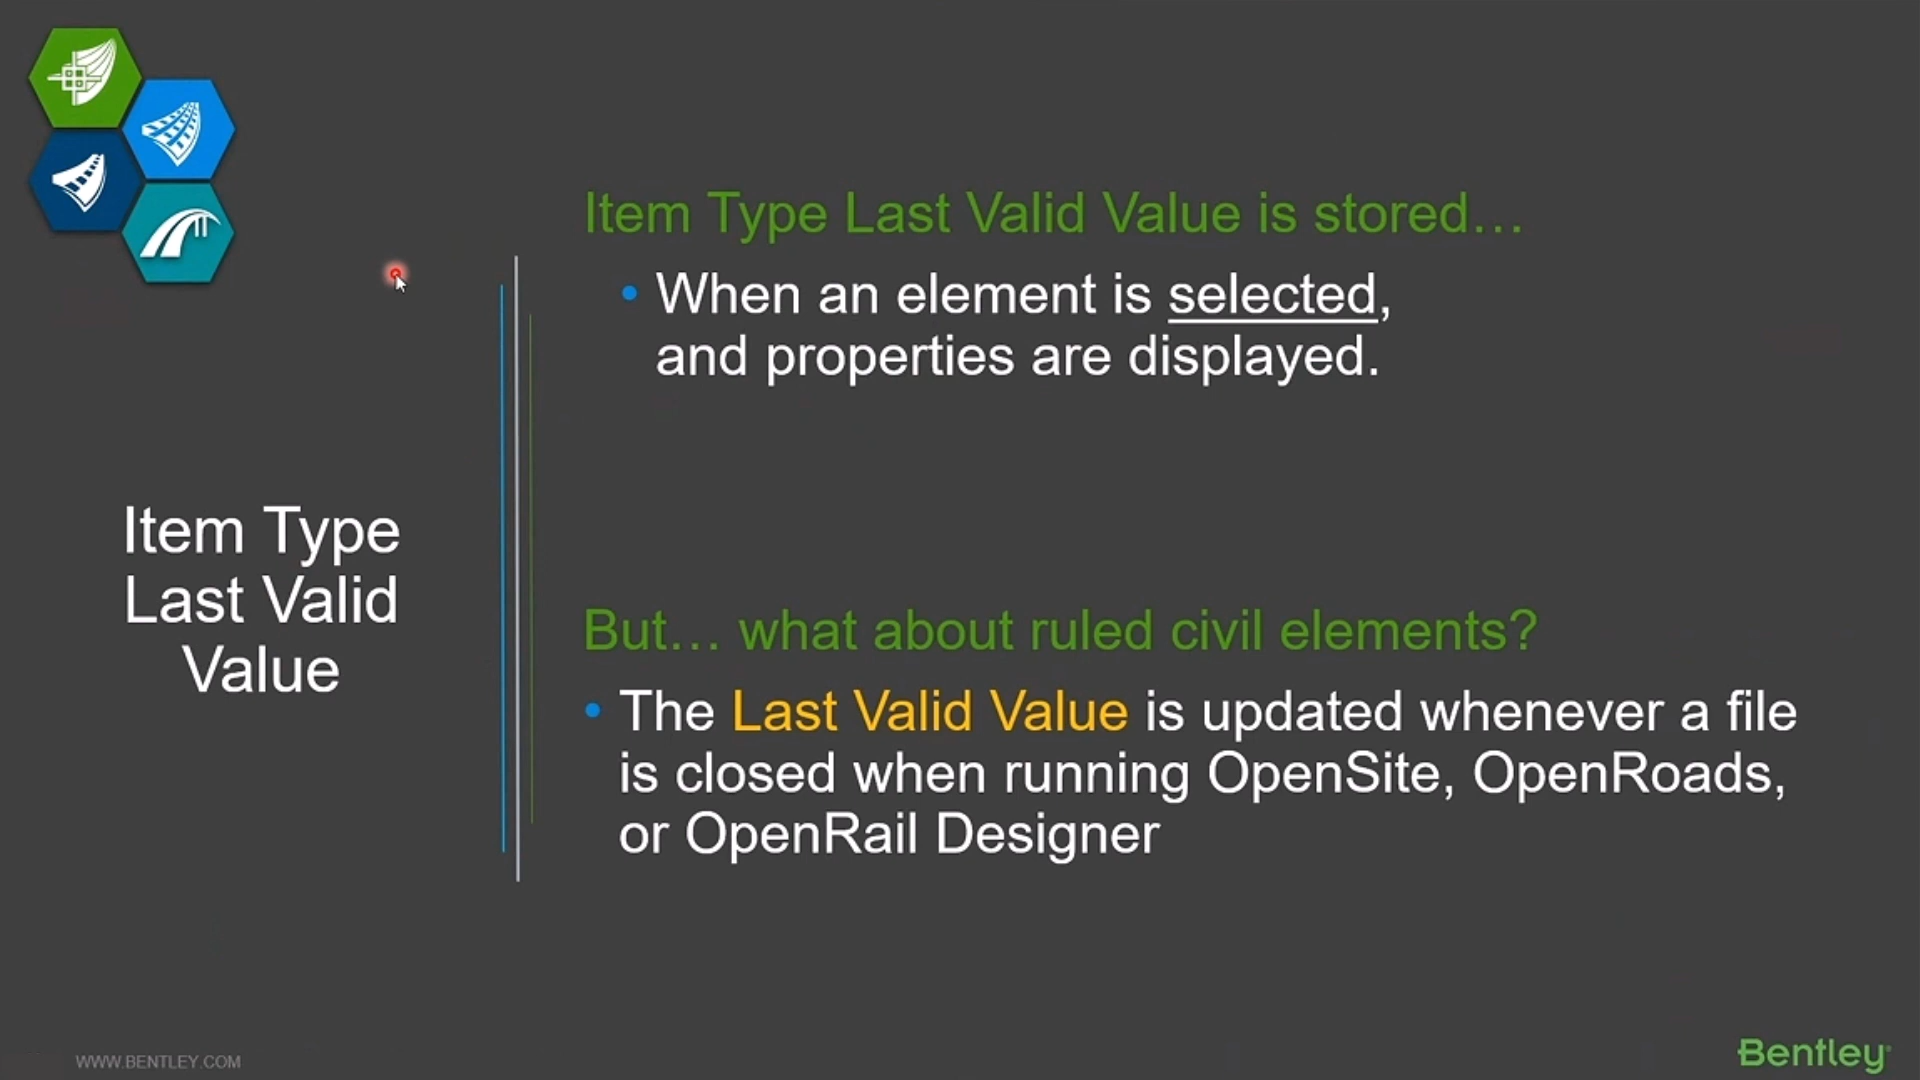 Item Type
Last Valid
Value
Item Type Last Valid Value is stored…
• When an element is selected,
and properties are displayed.
But… what about ruled civil elements?
• The Last Valid Value is updated whenever a file
is closed when running OpenSite, OpenRoads,
or OpenRail Designer
WWW.BENTLEY.COM
Bentley